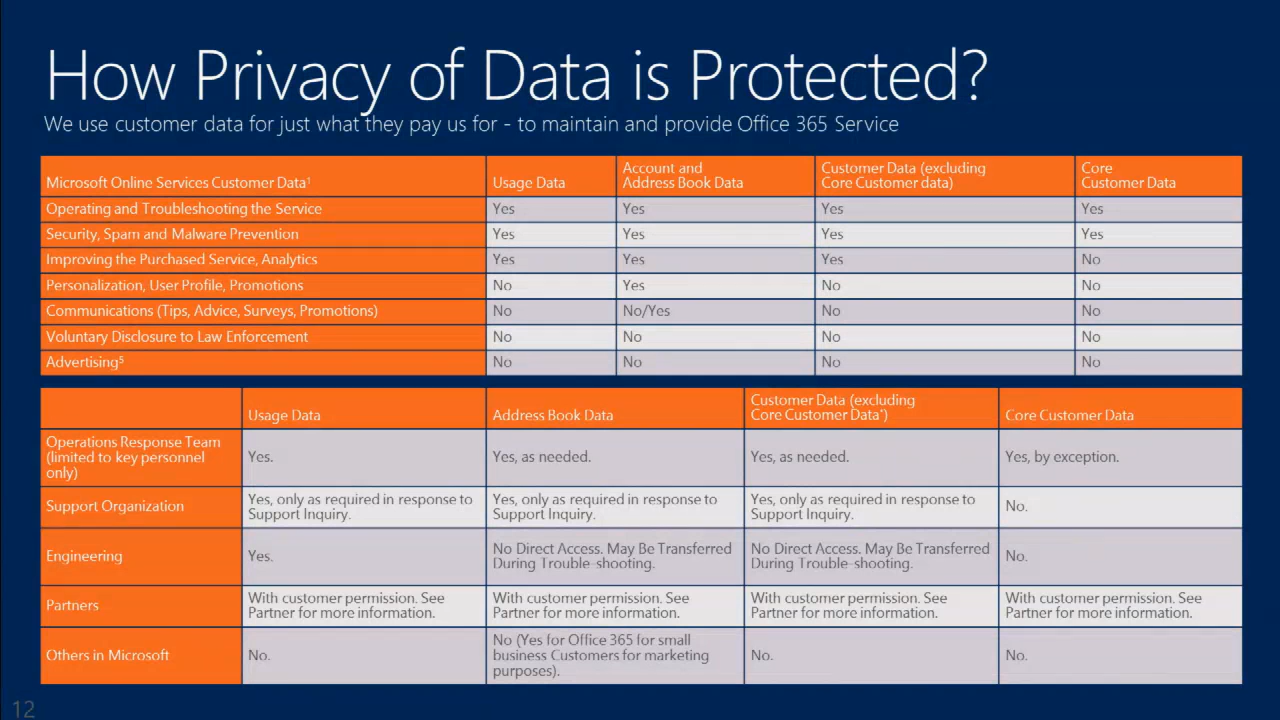 How Privacy of Data is Protected?
We use customer data for just what they pay us for - to maintain and provide Office 365 Service
Microsoft Online Services Customer Data¹ Usage Data Account and Address Book Data Customer Data (excluding Core Customer data) Core Customer Data
Operating and Troubleshooting the Service Yes Yes Yes Yes
Security, Spam and Malware Prevention Yes Yes Yes Yes
Improving the Purchased Service, Analytics Yes Yes Yes No
Personalization, User Profile, Promotions No Yes No No
Communications (Tips, Advice, Surveys, Promotions) No No/Yes No No
Voluntary Disclosure to Law Enforcement No No No No
Advertising⁵ No No No No
Usage Data Address Book Data Customer Data (excluding Core Customer Data*) Core Customer Data
Operations Response Team (limited to key personnel only) Yes. Yes, as needed. Yes, as needed. Yes, by exception.
Support Organization Yes, only as required in response to Support Inquiry. Yes, only as required in response to Support Inquiry. Yes, only as required in response to Support Inquiry. No.
Engineering Yes. No Direct Access. May Be Transferred During Trouble-shooting. No Direct Access. May Be Transferred During Trouble-shooting. No.
Partners With customer permission. See Partner for more information. With customer permission. See Partner for more information. With customer permission. See Partner for more information. With customer permission. See Partner for more information.
Others in Microsoft No. No (Yes for Office 365 for small business Customers for marketing purposes). No. No.
12